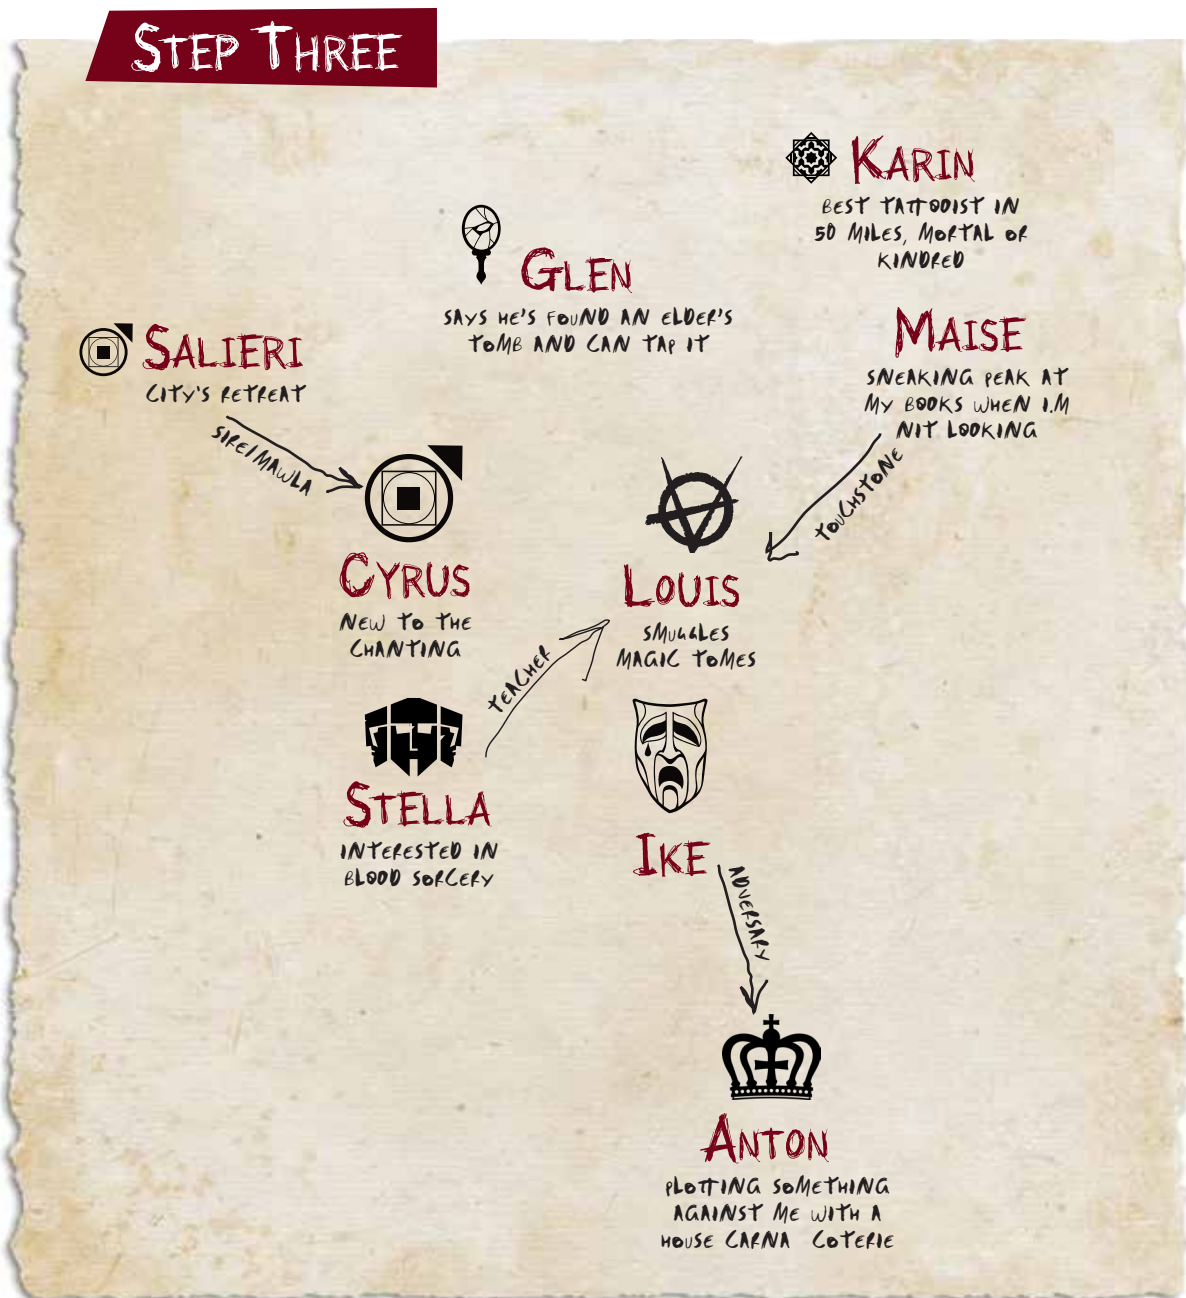 STEP THREE
KARIN
BEST TATTOOIST IN
50 MILES, MORTAL OR
KINDRED
GLEN
SAYS HE'S FOUND AN ELDER'S
TOMB AND CAN TAP IT
MAISE
SNEAKING PEAK AT
MY BOOKS WHEN I.M
NIT LOOKING
SALIERI
CITY'S RETREAT
SIRE/MAWLA
TOUCHSTONE
CYRUS
NEW TO THE
CHANTING
LOUIS
SMUGGLES
MAGIC TOMES
TEACHER
STELLA
INTERESTED IN
BLOOD SORCERY
IKE
ADVERSARY
ANTON
PLOTTING SOMETHING
AGAINST ME WITH A
HOUSE CARNA COTERIE